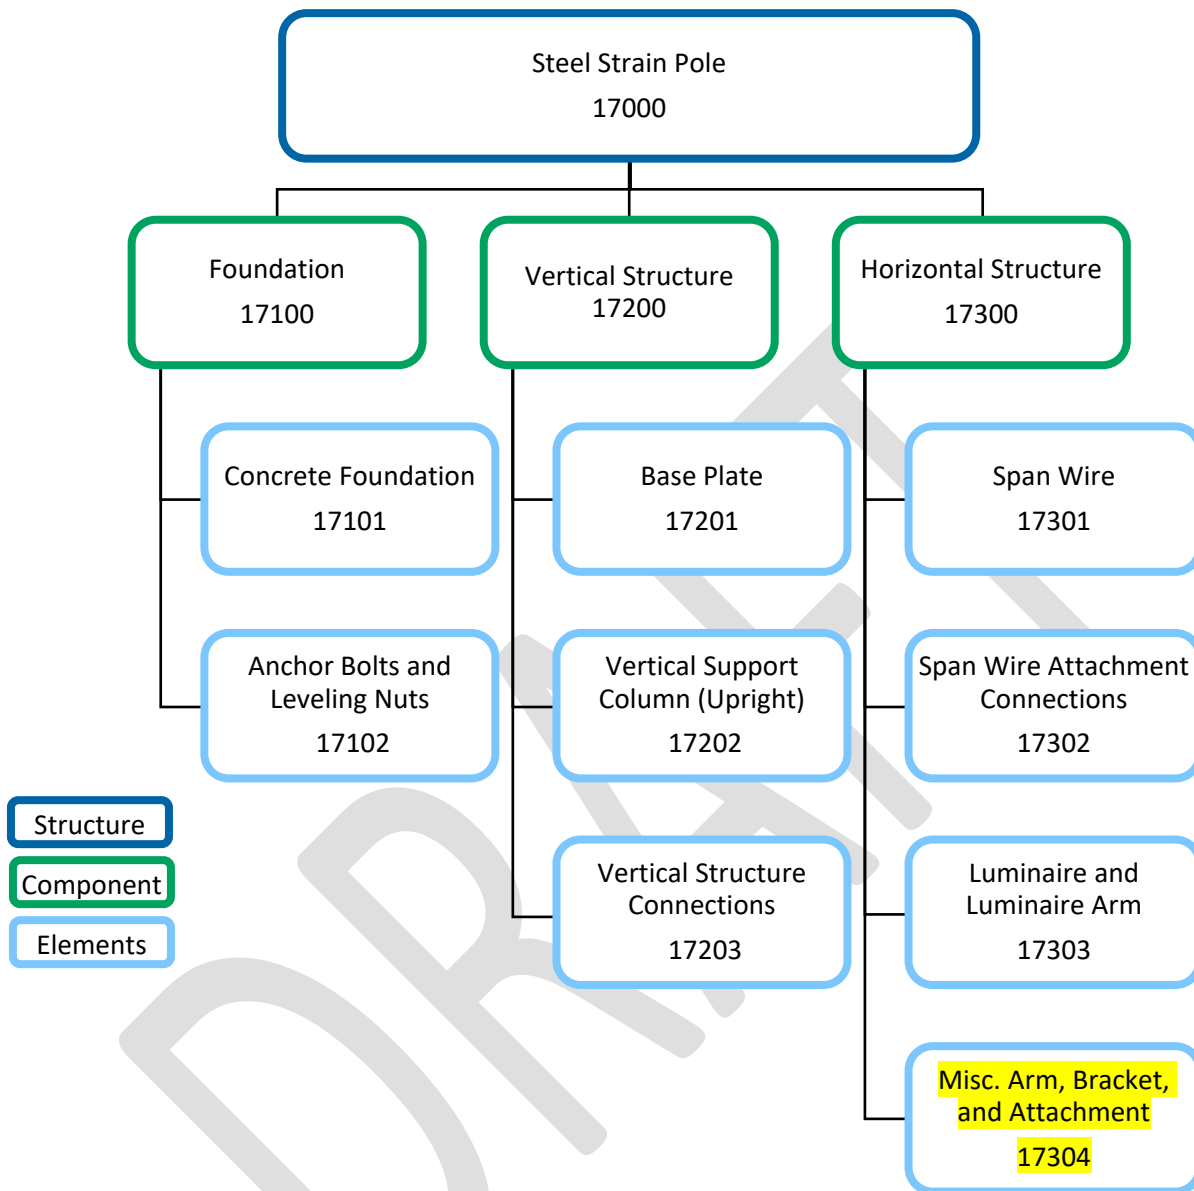 Steel Strain Pole
17000
Foundation
17100
Vertical Structure
17200
Horizontal Structure
17300
Concrete Foundation
17101
Base Plate
17201
Span Wire
17301
Anchor Bolts and
Leveling Nuts
17102
Vertical Support
Column (Upright)
17202
Span Wire Attachment
Connections
17302
Structure
Component
Elements
Vertical Structure
Connections
17203
Luminaire and
Luminaire Arm
17303
Misc. Arm, Bracket,
and Attachment
17304
DRAFT